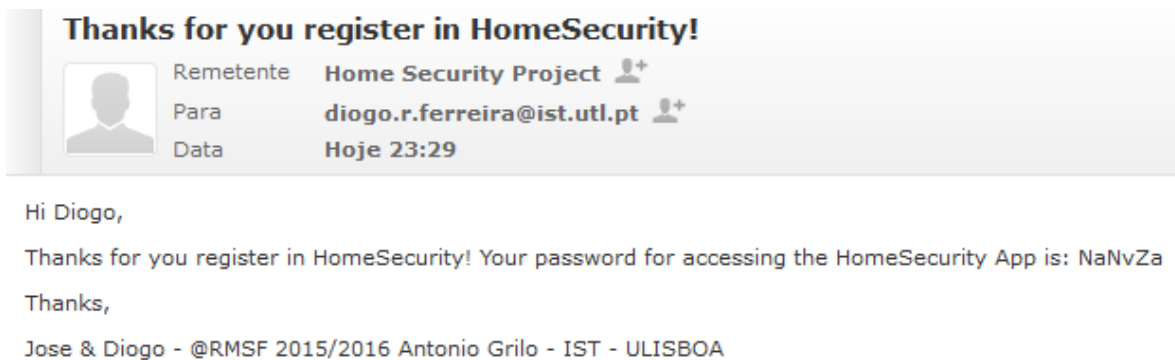 Thanks for you register in HomeSecurity!
Remetente Home Security Project
Para diogo.r.ferreira@ist.utl.pt
Data Hoje 23:29
Hi Diogo,
Thanks for you register in HomeSecurity! Your password for accessing the HomeSecurity App is: NaNvZa
Thanks,
Jose & Diogo - @RMSF 2015/2016 Antonio Grilo - IST - ULISBOA